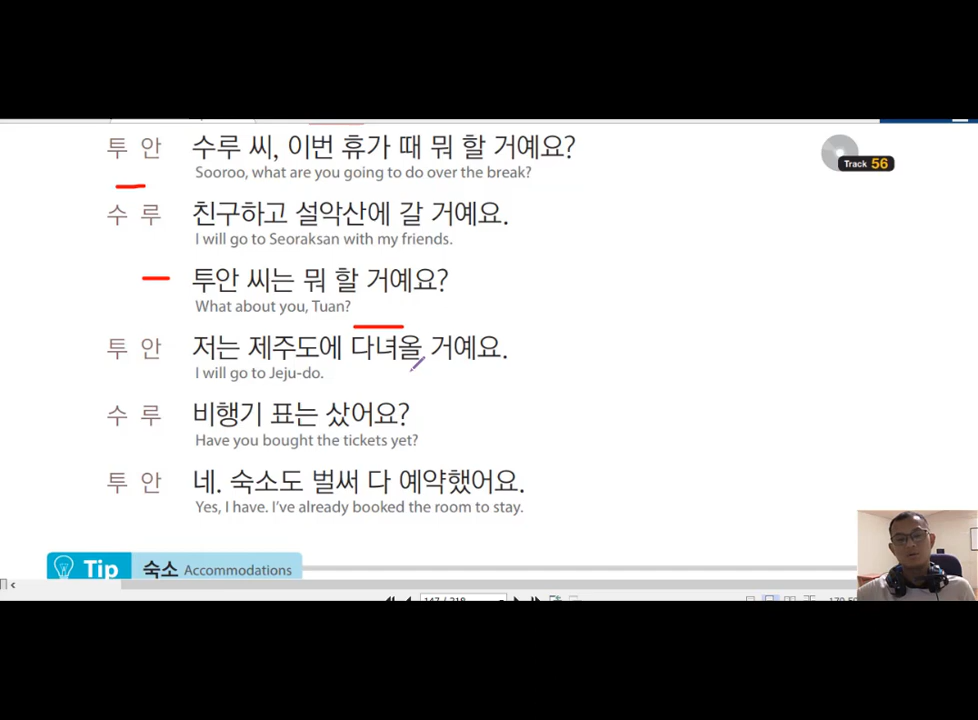 투 안 수루 씨, 이번 휴가 때 뭐 할 거예요?
Sooroo, what are you going to do over the break?
Track 56
수 루 친구하고 설악산에 갈 거예요.
I will go to Seoraksan with my friends.
투안 씨는 뭐 할 거예요?
What about you, Tuan?
투 안 저는 제주도에 다녀올 거예요.
I will go to Jeju-do.
수 루 비행기 표는 샀어요?
Have you bought the tickets yet?
투 안 네. 숙소도 벌써 다 예약했어요.
Yes, I have. I've already booked the room to stay.
Tip 숙소 Accommodations